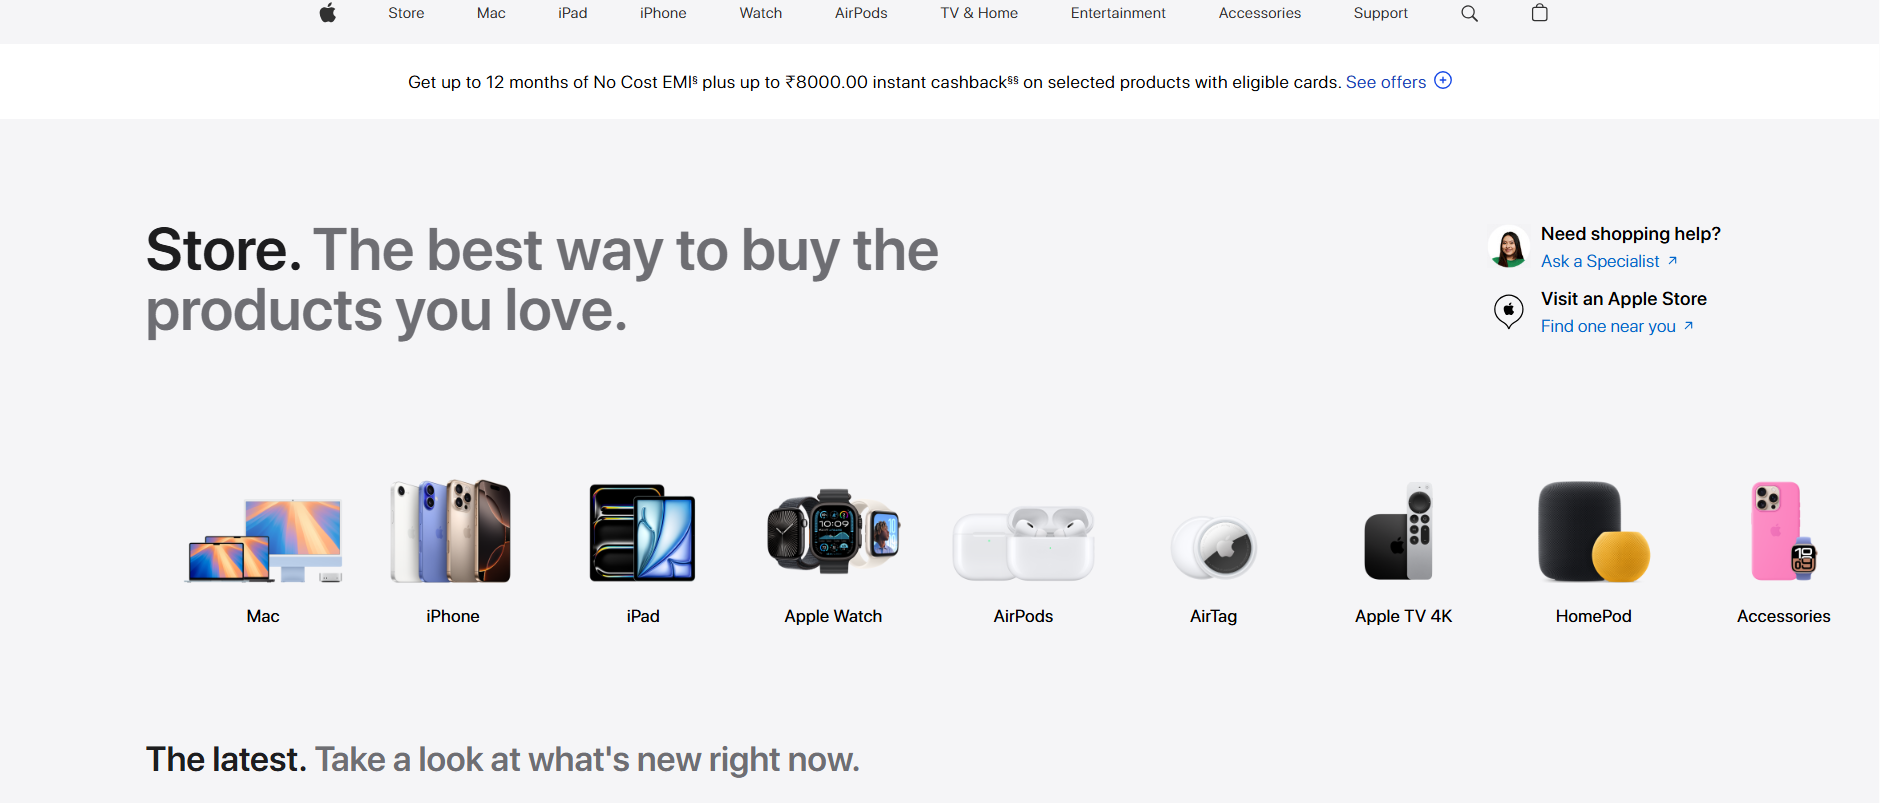 Store Mac iPad iPhone Watch AirPods TV & Home Entertainment Accessories Support
Get up to 12 months of No Cost EMI§ plus up to ₹8000.00 instant cashback§§ on selected products with eligible cards. See offers
Store. The best way to buy the
products you love.
Need shopping help?
Ask a Specialist
Visit an Apple Store
Find one near you
10:09
10
09
Mac iPhone iPad Apple Watch AirPods AirTag Apple TV 4K HomePod Accessories
The latest. Take a look at what's new right now.